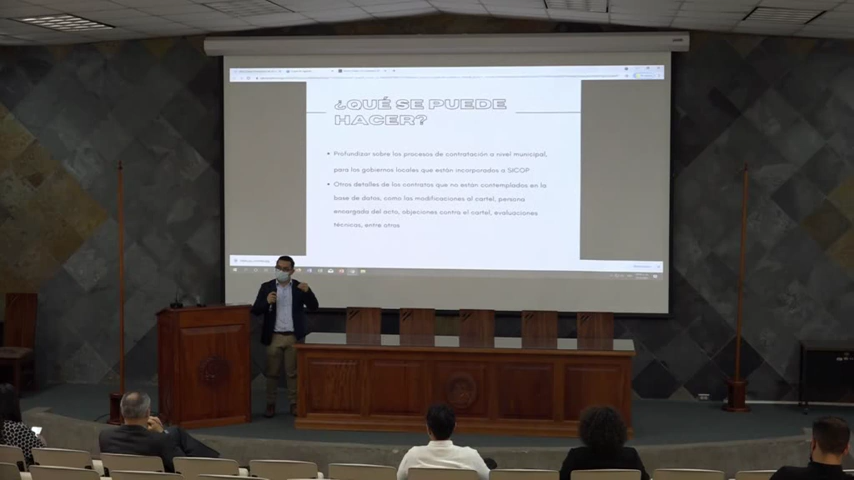 ¿QUÉ SE PUEDE
HACER?
• Profundizar sobre los procesos de contratación a nivel municipal,
para los gobiernos locales que están incorporados a SICOP
• Otros detalles de los contratos que no están contemplados en la
base de datos, como las modificaciones al cartel, persona
encargada del acto, objeciones contra el cartel, evaluaciones
técnicas, entre otros